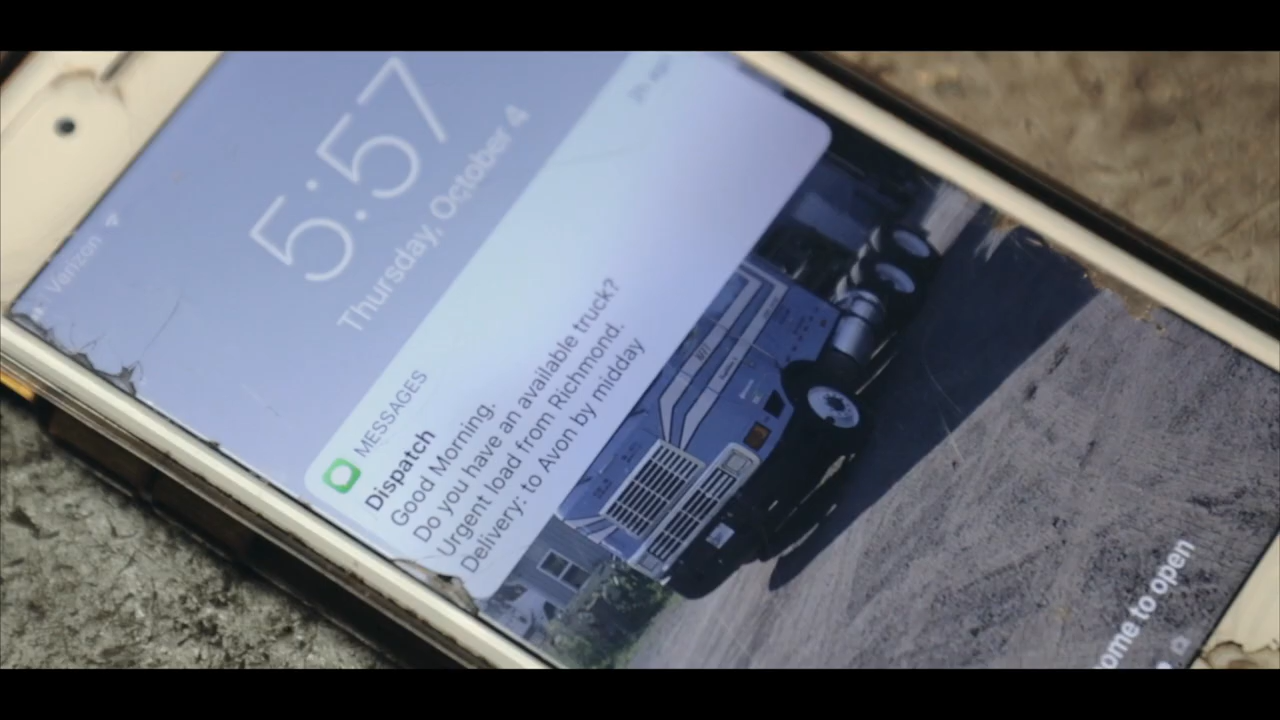 Verizon
5:57
Thursday, October 4
MESSAGES
Dispatch
Good Morning.
Do you have an available truck?
Urgent load from Richmond.
Delivery: to Avon by midday
ome to open